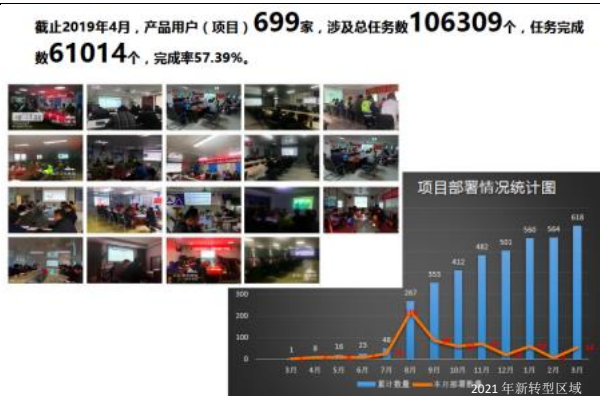 截止2019年4月，产品用户（项目）699家，涉及总任务数106309个，任务完成
数61014个，完成率57.39%。
项目部署情况统计图
618
560 564
501
482
412
355
267
300
200
100
0
1 8 16 23 48
3月 4月 5月 6月 7月 8月 9月 10月 11月 12月 1月 2月 3月
累计数量 本月部署数量
2021 年新转型区域